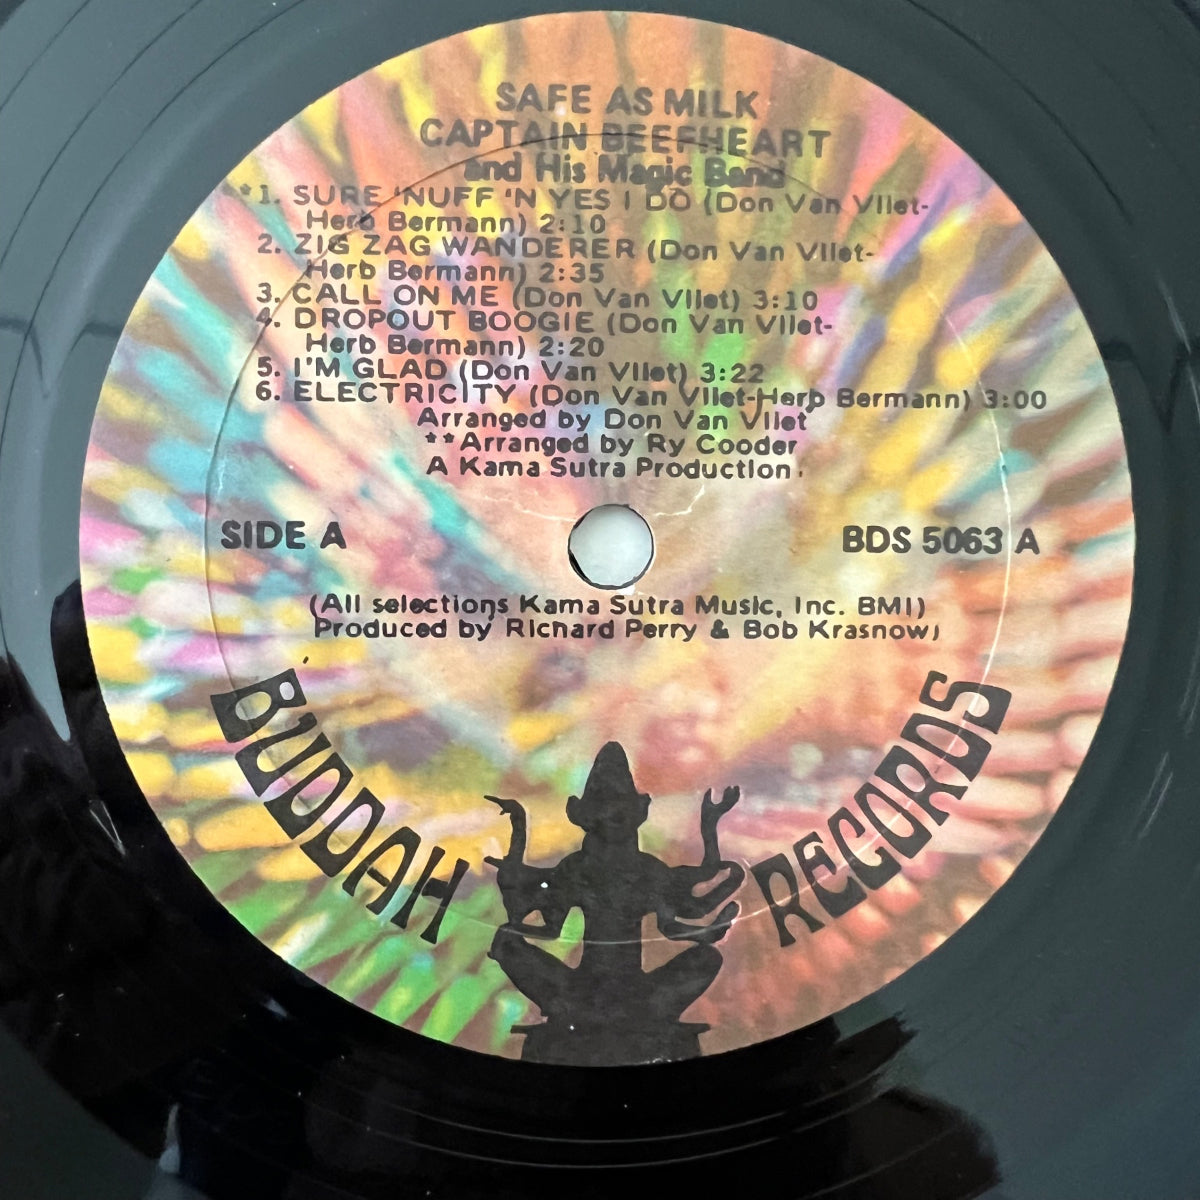 SAFE AS MILK
CAPTAIN BEEFHEART
and His Magic Band
*1. SURE 'NUFF 'N YES I DO (Don Van Vliet-
Herb Bermann) 2:10
2. ZIG ZAG WANDERER (Don Van Vliet-
Herb Bermann) 2:35
3. CALL ON ME (Don Van Vliet) 3:10
4. DROPOUT BOOGIE (Don Van Vliet-
Herb Bermann) 2:20
5. I'M GLAD (Don Van Vliet) 3:22
6. ELECTRICITY (Don Van Vliet-Herb Bermann) 3:00
Arranged by Don Van Vliet
**Arranged by Ry Cooder
A Kama Sutra Production
SIDE A
BDS 5063 A
(All selections Kama Sutra Music, Inc. BMI)
Produced by Richard Perry & Bob Krasnow
BUDDAH RECORDS